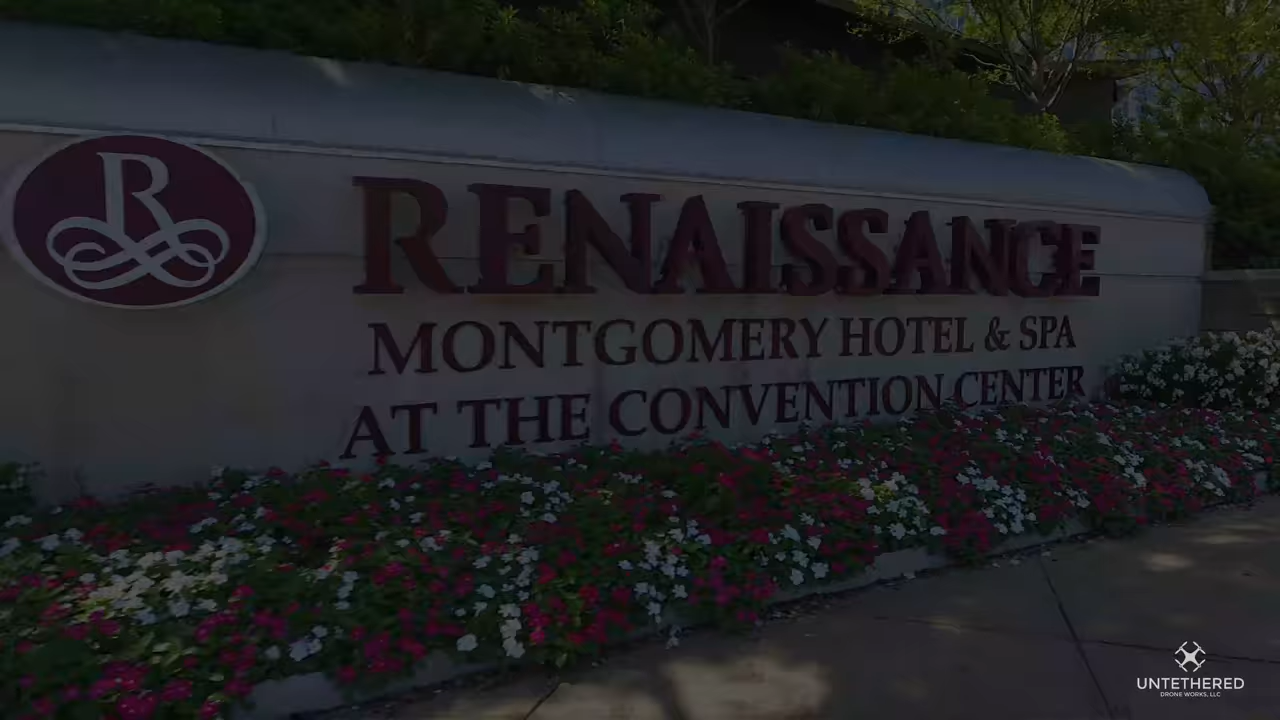 R
RENAISSANCE
MONTGOMERY HOTEL & SPA
AT THE CONVENTION CENTER
UNTETHERED
DRONE WORKS, LLC